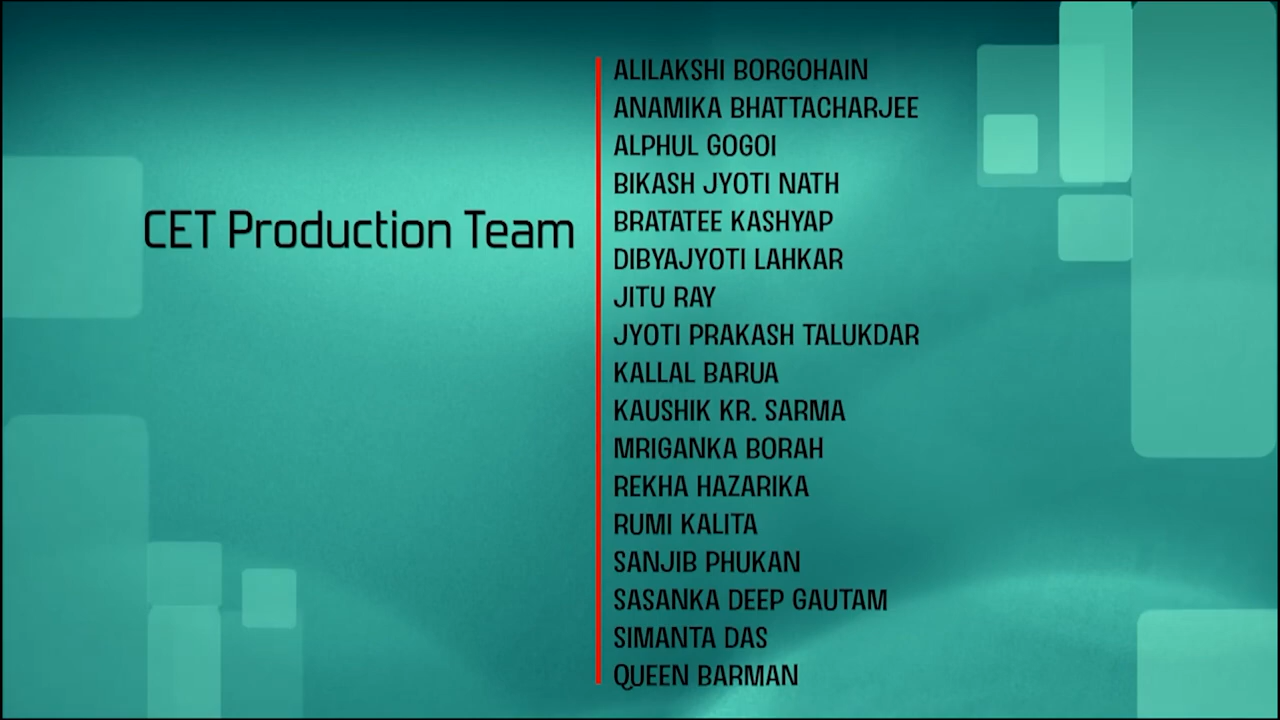 CET Production Team
ALILAKSHI BORGOHAIN
ANAMIKA BHATTACHARJEE
ALPHUL GOGOI
BIKASH JYOTI NATH
BRATATEE KASHYAP
DIBYAJYOTI LAHKAR
JITU RAY
JYOTI PRAKASH TALUKDAR
KALLAL BARUA
KAUSHIK KR. SARMA
MRIGANKA BORAH
REKHA HAZARIKA
RUMI KALITA
SANJIB PHUKAN
SASANKA DEEP GAUTAM
SIMANTA DAS
QUEEN BARMAN